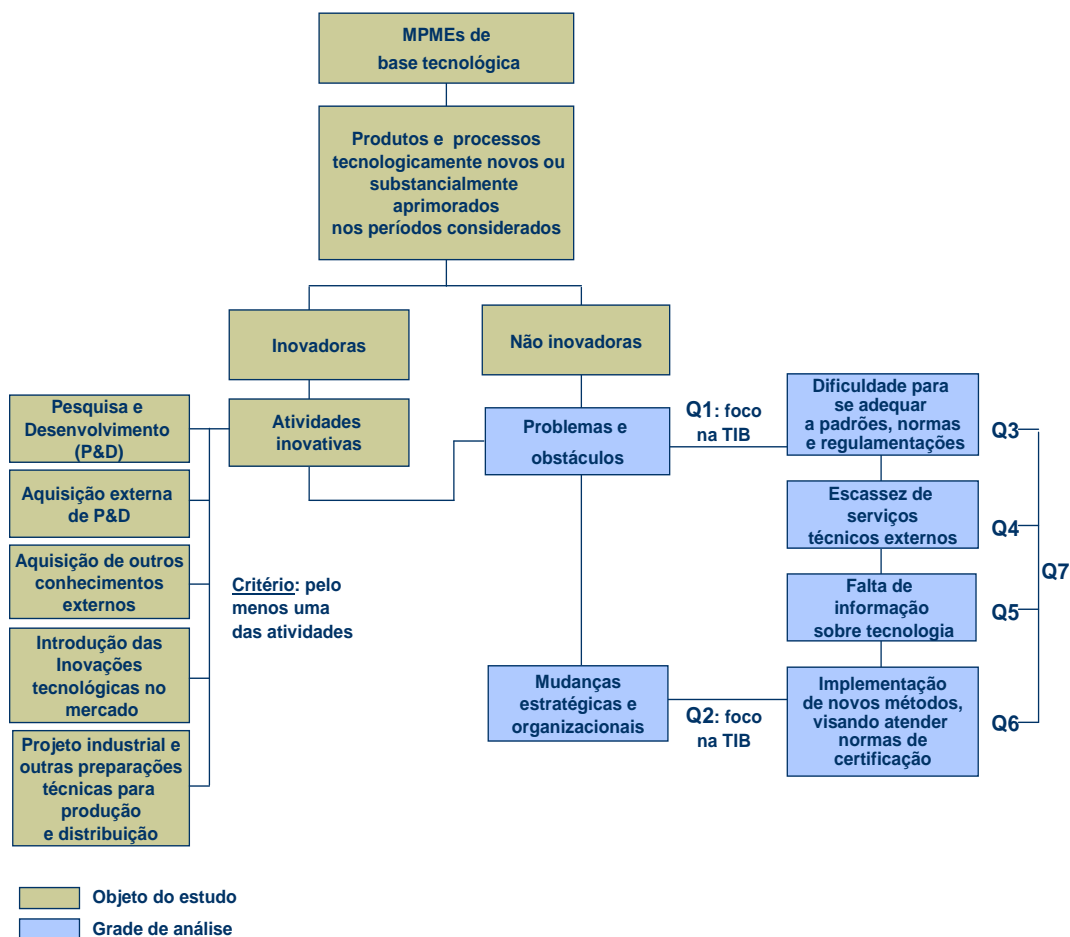 MPMEs de
base tecnológica
Produtos e processos
tecnologicamente novos ou
substancialmente
aprimorados
nos períodos considerados
Inovadoras
Não inovadoras
Atividades
inovativas
Pesquisa e
Desenvolvimento
(P&D)
Aquisição externa
de P&D
Aquisição de outros
conhecimentos
externos
Introdução das
Inovações
tecnológicas no
mercado
Projeto industrial e
outras preparações
técnicas para
produção
e distribuição
Critério: pelo
menos uma
das atividades
Problemas e
obstáculos
Q1: foco
na TIB
Mudanças
estratégicas e
organizacionais
Q2: foco
na TIB
Dificuldade para
se adequar
a padrões, normas
e regulamentações
Q3
Escassez de
serviços
técnicos externos
Q4
Falta de
informação
sobre tecnologia
Q5
Implementação
de novos métodos,
visando atender
normas de
certificação
Q6
Q7
Objeto do estudo
Grade de análise